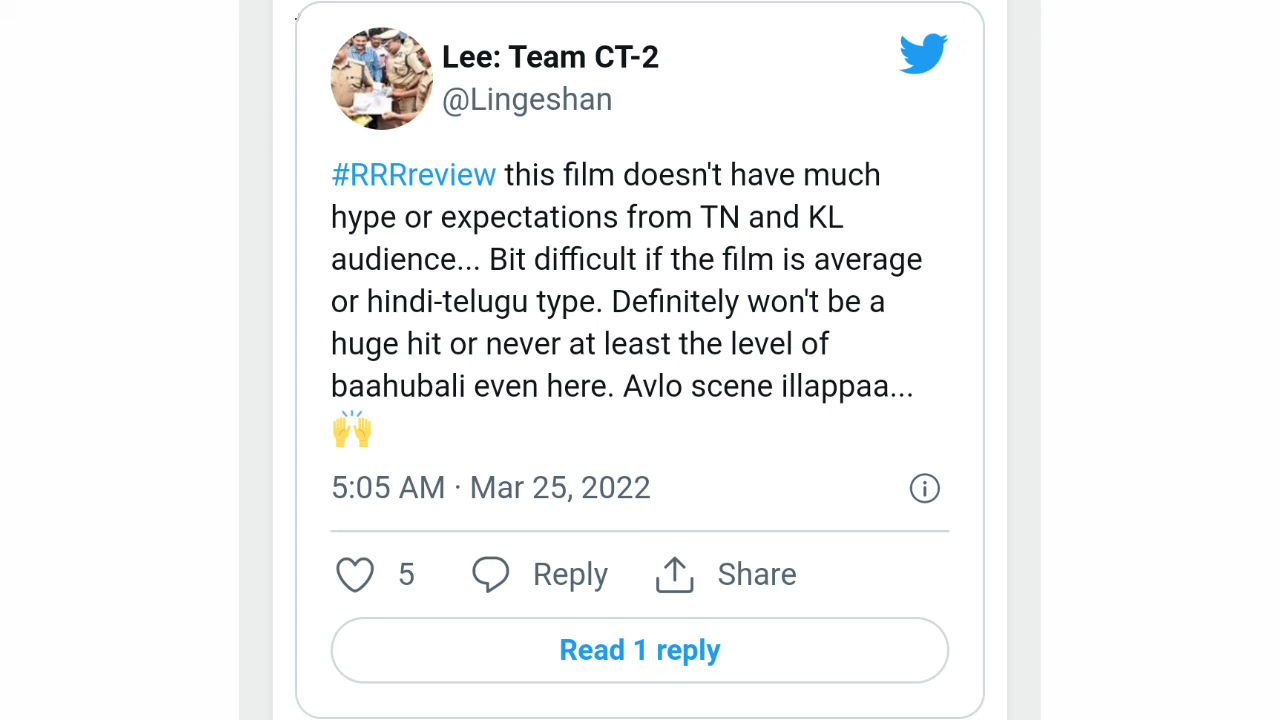 Lee: Team CT-2
@Lingeshan
#RRRreview this film doesn't have much
hype or expectations from TN and KL
audience... Bit difficult if the film is average
or hindi-telugu type. Definitely won't be a
huge hit or never at least the level of
baahubali even here. Avlo scene illappaa...
🙌
5:05 AM · Mar 25, 2022
5 Reply Share
Read 1 reply